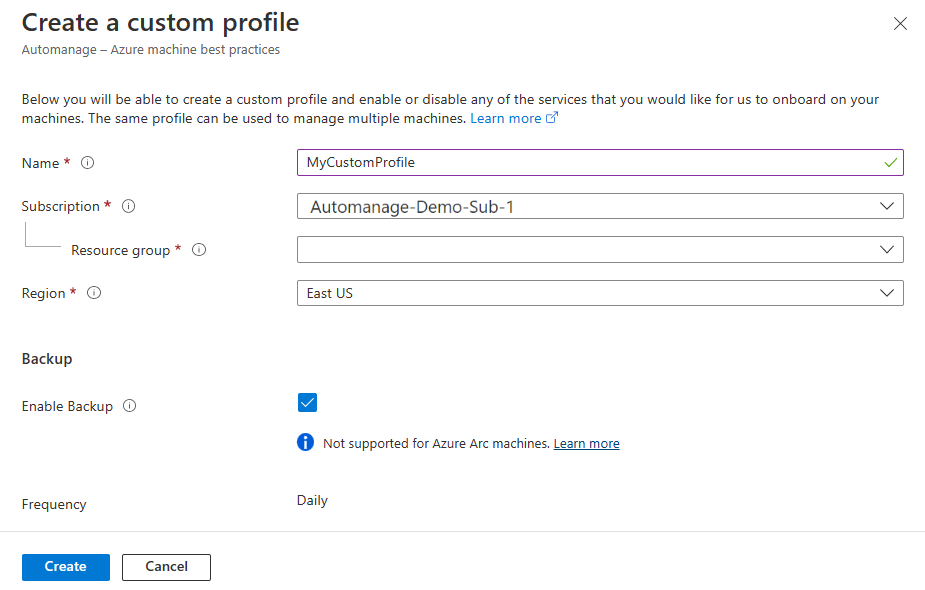 Create a custom profile
Automanage – Azure machine best practices
Below you will be able to create a custom profile and enable or disable any of the services that you would like for us to onboard on your
machines. The same profile can be used to manage multiple machines. Learn more
Name *
MyCustomProfile
Subscription *
Automanage-Demo-Sub-1
Resource group *
Region *
East US
Backup
Enable Backup
Not supported for Azure Arc machines. Learn more
Frequency
Daily
Create
Cancel